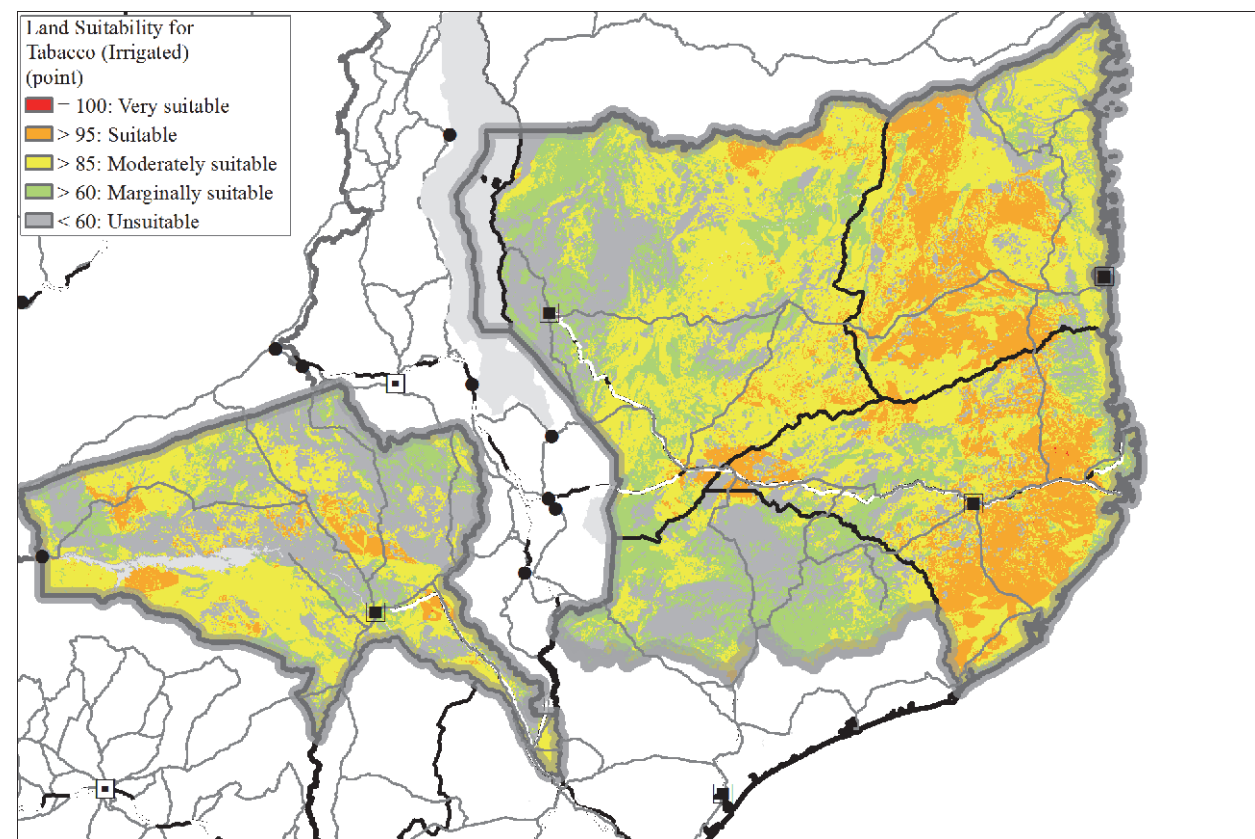 Land Suitability for
Tabacco (Irrigated)
(point)
= 100: Very suitable
> 95: Suitable
> 85: Moderately suitable
> 60: Marginally suitable
< 60: Unsuitable